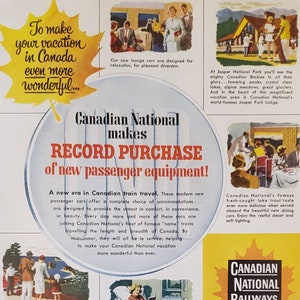 To make
your vacation
in Canada
even more
wonderful...
Our new lounge cars are designed for
relaxation, for pleasant diversion.
At Jasper National Park you'll see the
mighty Canadian Rockies in all their
glory...towering peaks, crystal clear
lakes, alpine meadows, great glaciers.
And in the heart of this magnificent
vacation area is Canadian National's
world-famous Jasper Park Lodge.
Canadian National
makes
RECORD PURCHASE
of new passenger equipment!
A new era in Canadian train travel. These modern new
passenger cars offer a complete choice of accommodations...
are designed to provide the utmost in comfort, in convenience,
in beauty. Every day more and more of these cars are
joining Canadian National's fleet of famous "name" trains
travelling the length and breadth of Canada. By
midsummer, they will all be in service, helping
to make your Canadian National vacation
more wonderful than ever.
Canadian National's famous
fresh-caught lake trout taste
ever more delicious when served
aboard the beautiful new dining
cars. Enjoy the restful decor and
soft lighting.
CANADIAN
NATIONAL
RAILWAYS